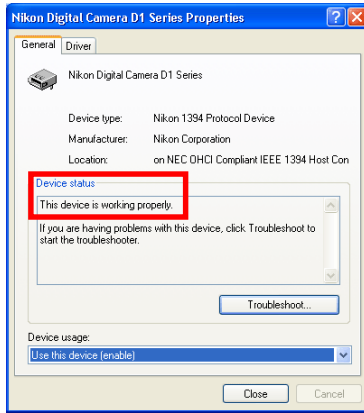 Nikon Digital Camera D1 Series Properties
General Driver
Nikon Digital Camera D1 Series
Device type: Nikon 1394 Protocol Device
Manufacturer: Nikon Corporation
Location: on NEC OHCI Compliant IEEE 1394 Host Con
Device status
This device is working properly.
If you are having problems with this device, click Troubleshoot to
start the troubleshooter.
Troubleshoot...
Device usage:
Use this device (enable)
Close Cancel